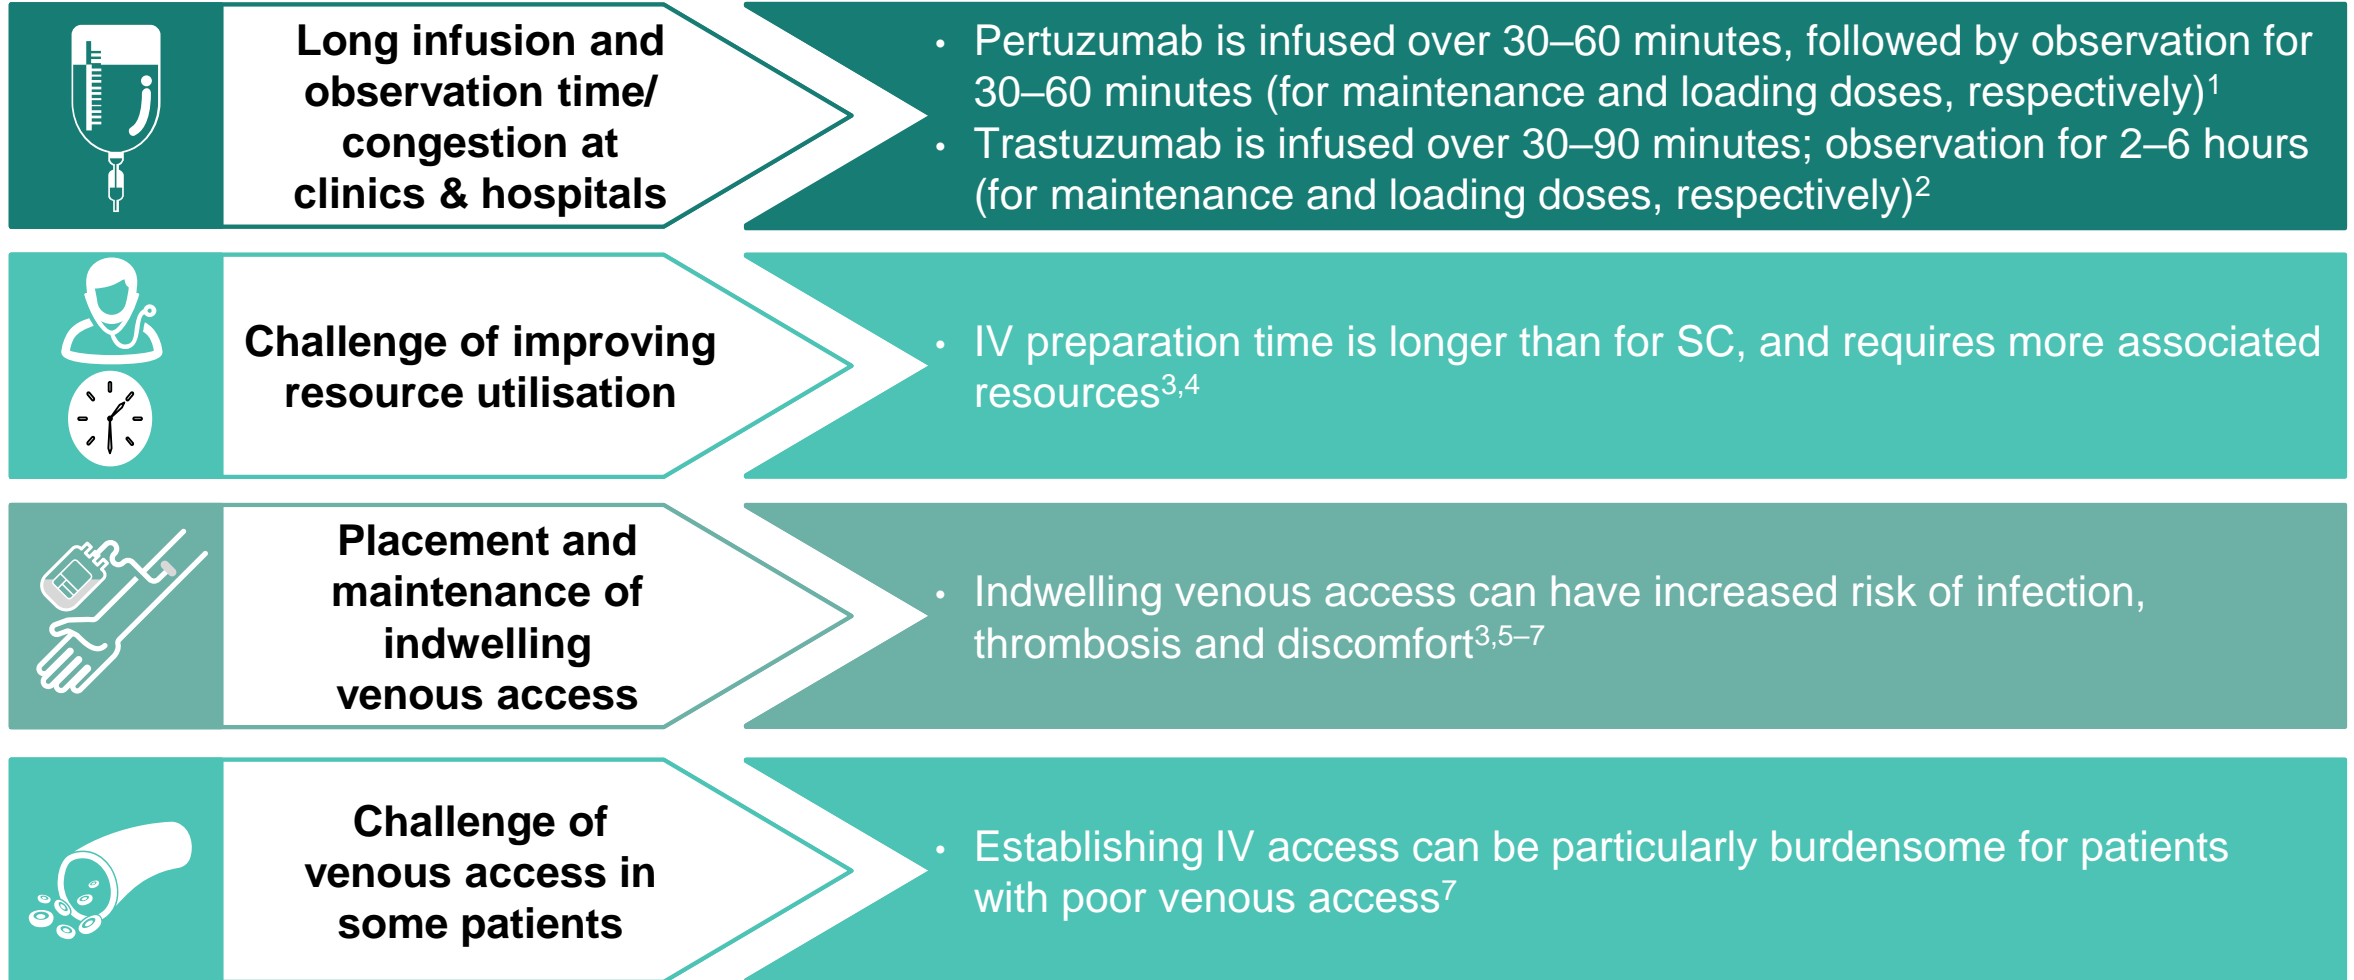 Long infusion and
observation time/
congestion at
clinics & hospitals
• Pertuzumab is infused over 30–60 minutes, followed by observation for
30–60 minutes (for maintenance and loading doses, respectively)1
• Trastuzumab is infused over 30–90 minutes; observation for 2–6 hours
(for maintenance and loading doses, respectively)2
Challenge of improving
resource utilisation
• IV preparation time is longer than for SC, and requires more associated
resources3,4
Placement and
maintenance of
indwelling
venous access
• Indwelling venous access can have increased risk of infection,
thrombosis and discomfort3,5–7
Challenge of
venous access in
some patients
• Establishing IV access can be particularly burdensome for patients
with poor venous access7